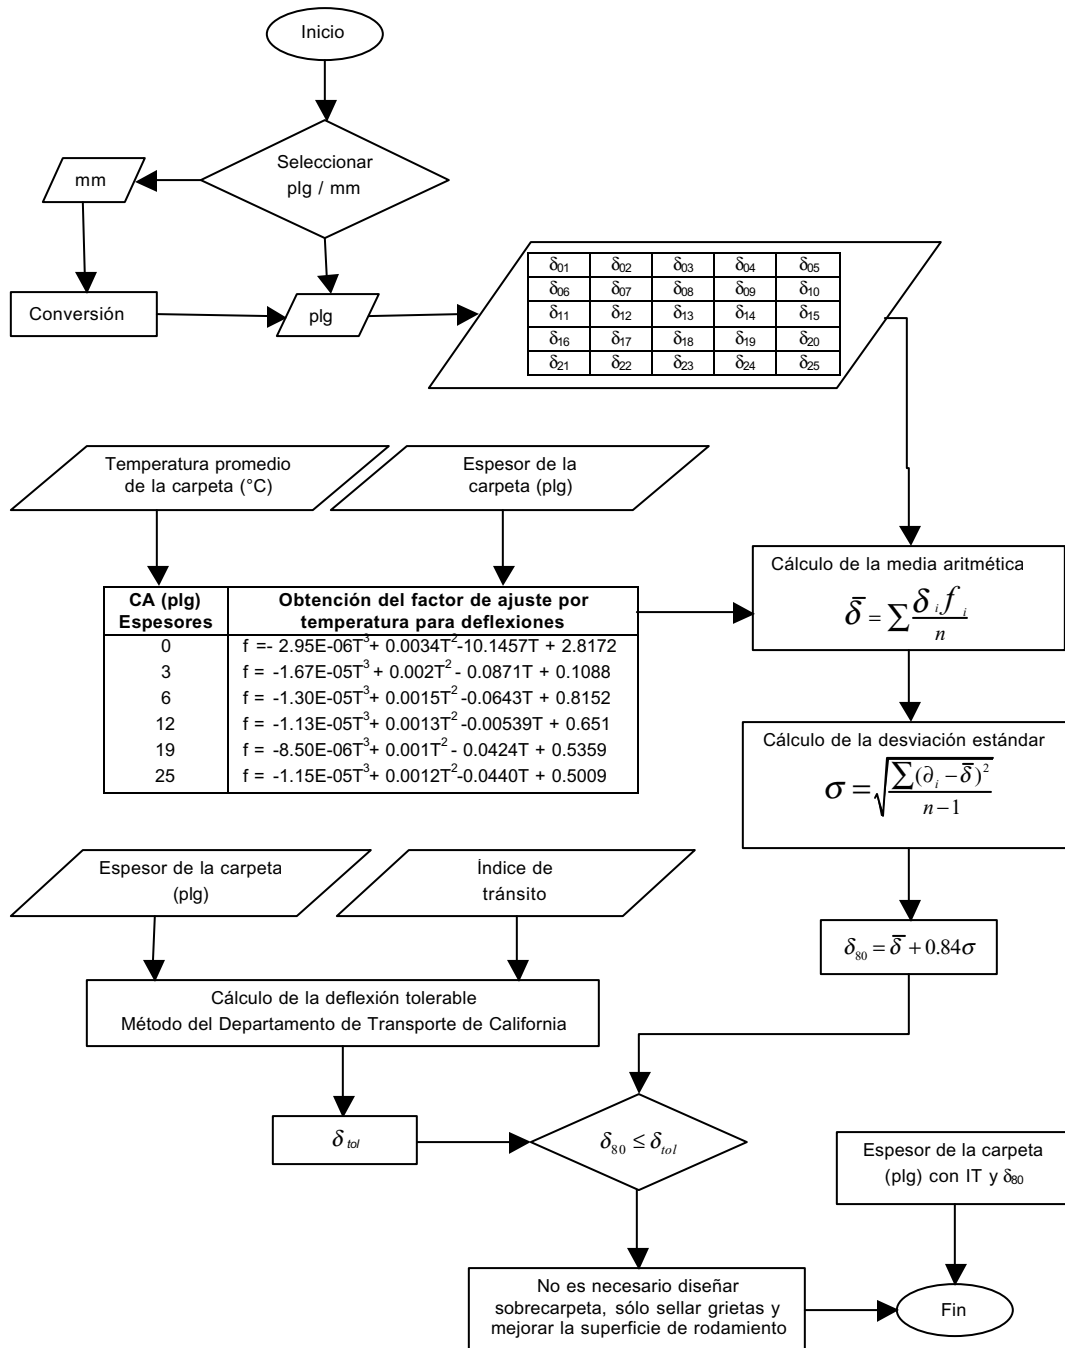 Inicio
Seleccionar
plg / mm
mm
Conversión
plg
δ01 δ02 δ03 δ04 δ05
δ06 δ07 δ08 δ09 δ10
δ11 δ12 δ13 δ14 δ15
δ16 δ17 δ18 δ19 δ20
δ21 δ22 δ23 δ24 δ25
Temperatura promedio
de la carpeta (°C)
Espesor de la
carpeta (plg)
CA (plg)
Espesores
Obtención del factor de ajuste por
temperatura para deflexiones
0 f =- 2.95E-06T³+ 0.0034T²-10.1457T + 2.8172
3 f = -1.67E-05T³ + 0.002T² - 0.0871T + 0.1088
6 f = -1.30E-05T³+ 0.0015T² -0.0643T + 0.8152
12 f = -1.13E-05T³+ 0.0013T² -0.00539T + 0.651
19 f = -8.50E-06T³+ 0.001T² - 0.0424T + 0.5359
25 f = -1.15E-05T³+ 0.0012T²-0.0440T + 0.5009
Cálculo de la media aritmética
δ̄ = ∑ δ_i f_i / n
Cálculo de la desviación estándar
σ = √(∑(∂_i − δ̄)² / n−1)
δ₈₀ = δ̄ + 0.84σ
Espesor de la carpeta
(plg)
Índice de
tránsito
Cálculo de la deflexión tolerable
Método del Departamento de Transporte de California
δ tol
δ₈₀ ≤ δ_tol
Espesor de la carpeta
(plg) con IT y δ80
No es necesario diseñar
sobrecarpeta, sólo sellar grietas y
mejorar la superficie de rodamiento
Fin